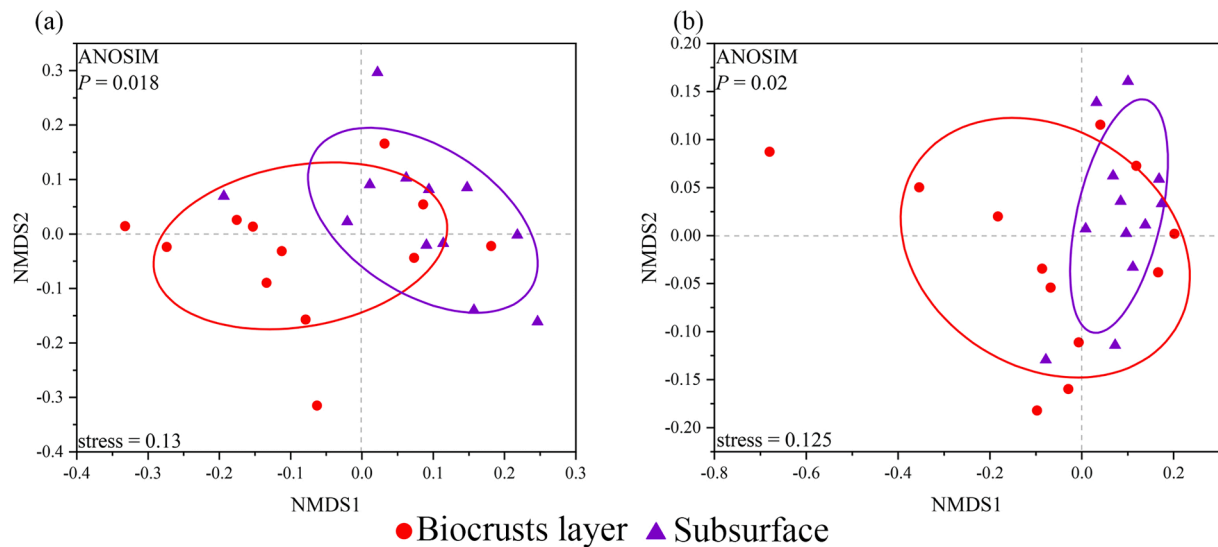 (a)
ANOSIM
P = 0.018
0.3
0.2
0.1
0.0
-0.1
-0.2
-0.3
-0.4
NMDS2
stress = 0.13
-0.4 -0.3 -0.2 -0.1 0.0 0.1 0.2 0.3
NMDS1
(b)
ANOSIM
P = 0.02
0.20
0.15
0.10
0.05
0.00
-0.05
-0.10
-0.15
-0.20
NMDS2
stress = 0.125
-0.8 -0.6 -0.4 -0.2 0.0 0.2
NMDS1
Biocrusts layer Subsurface